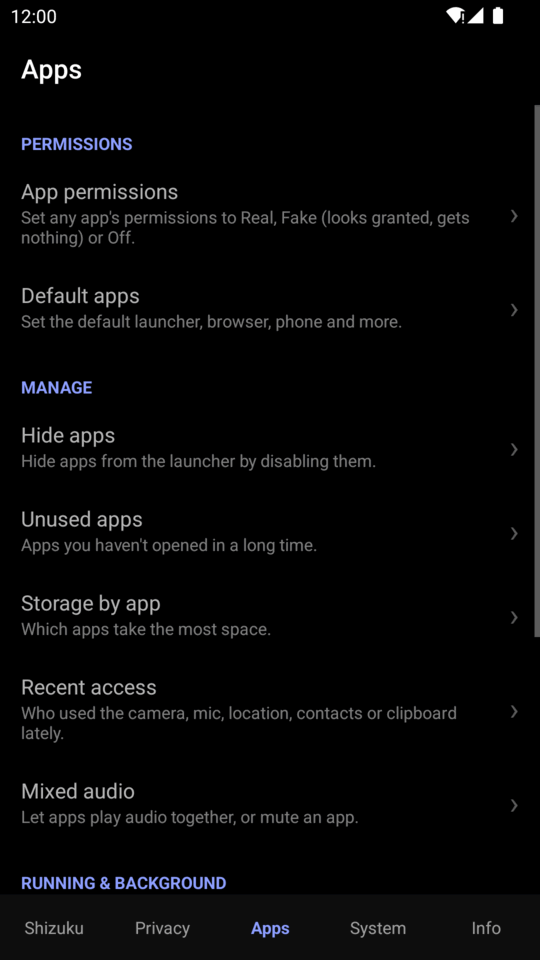 12:00
Apps
PERMISSIONS
App permissions
Set any app's permissions to Real, Fake (looks granted, gets
nothing) or Off.
Default apps
Set the default launcher, browser, phone and more.
MANAGE
Hide apps
Hide apps from the launcher by disabling them.
Unused apps
Apps you haven't opened in a long time.
Storage by app
Which apps take the most space.
Recent access
Who used the camera, mic, location, contacts or clipboard
lately.
Mixed audio
Let apps play audio together, or mute an app.
RUNNING & BACKGROUND
Shizuku Privacy Apps System Info